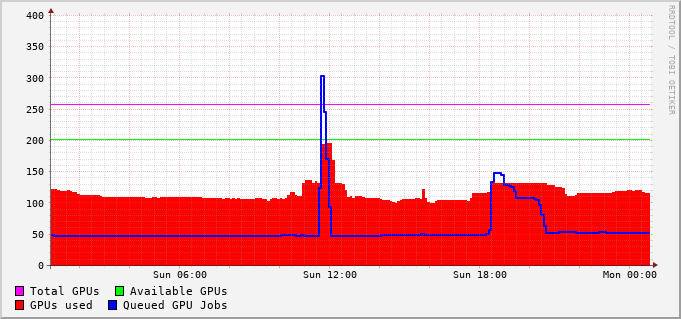 400
350
300
250
200
150
100
50
0
Sun 06:00 Sun 12:00 Sun 18:00 Mon 00:00
Total GPUs Available GPUs
GPUs used Queued GPU Jobs
RRDTOOL / TOBI OETIKER